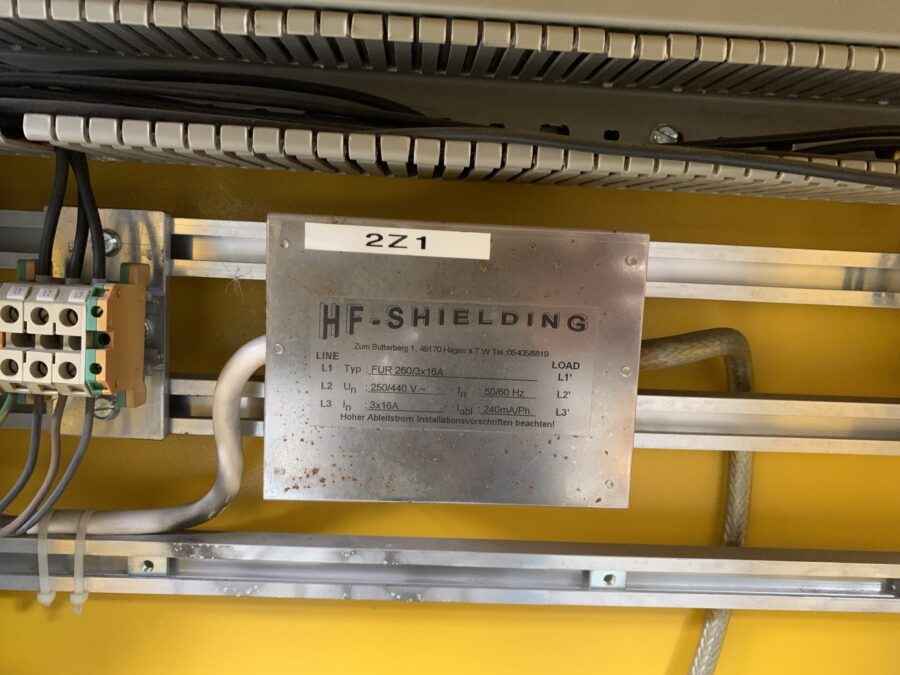 2Z1
HF-SHIELDING
Zum Butterberg 1, 49170 Hagen a.T.W Tel.:05405/8819
LINE LOAD
L1 Typ : FUR 260/3x16A L1'
L2 Un : 250/440 V ~ fn : 50/60 Hz L2'
L3 In : 3x16A Iabl : 240mA/Ph. L3'
Hoher Ableitstrom Installationsvorschriften beachten!